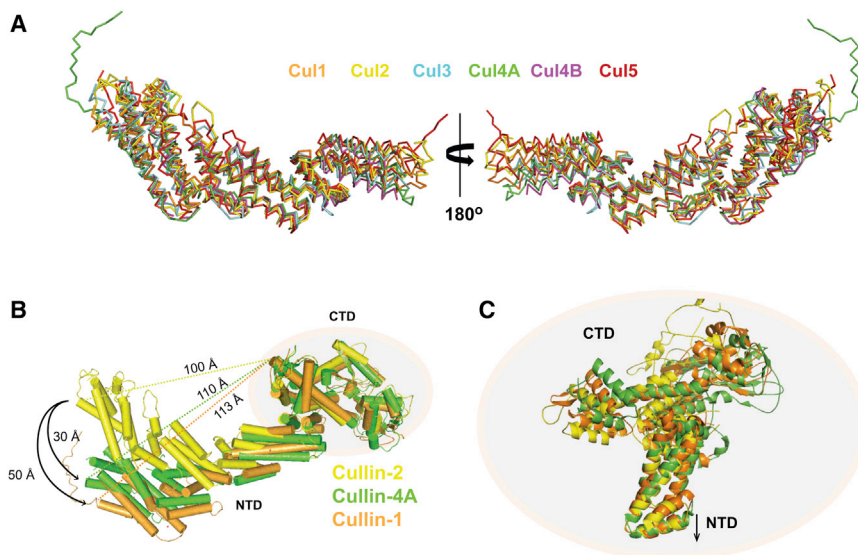 A
Cul1 Cul2 Cul3 Cul4A Cul4B Cul5
180º
B
CTD
100 Å
110 Å
113 Å
30 Å
50 Å
NTD
Cullin-2
Cullin-4A
Cullin-1
C
CTD
NTD